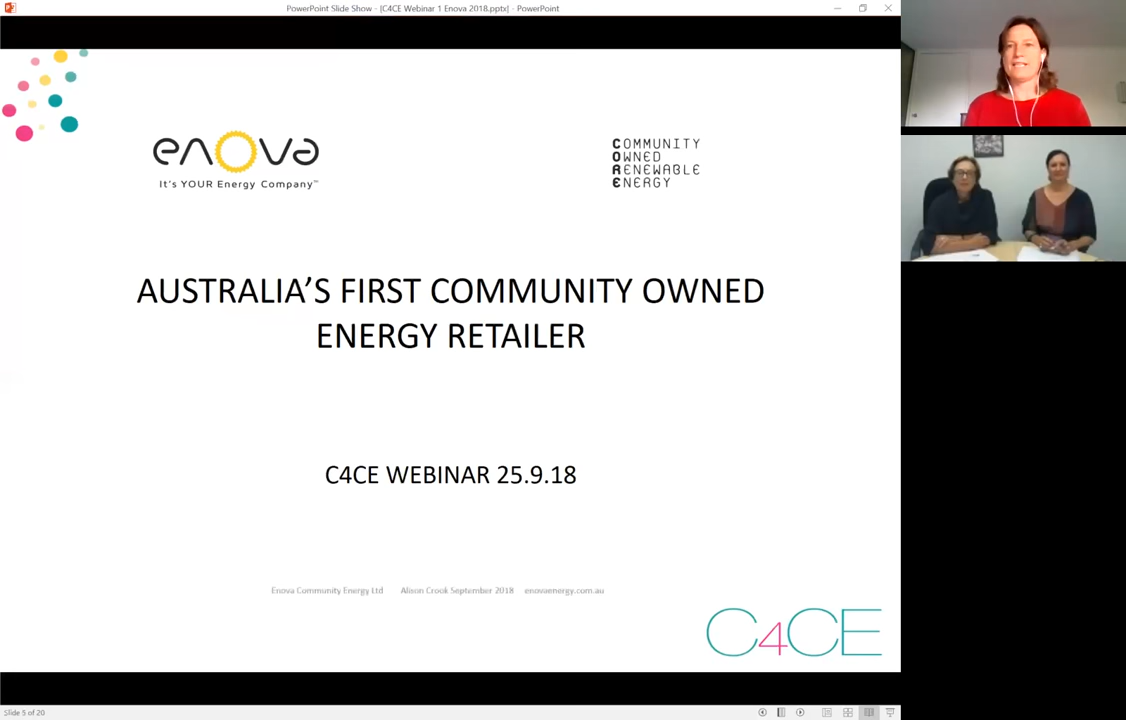 PowerPoint Slide Show - [C4CE Webinar 1 Enova 2018.pptx] - PowerPoint
enova
It's YOUR Energy Company™
COMMUNITY
OWNED
RENEWABLE
ENERGY
AUSTRALIA'S FIRST COMMUNITY OWNED
ENERGY RETAILER
C4CE WEBINAR 25.9.18
Enova Community Energy Ltd Alison Crook September 2018 enovaenergy.com.au
C4CE
Slide 5 of 20